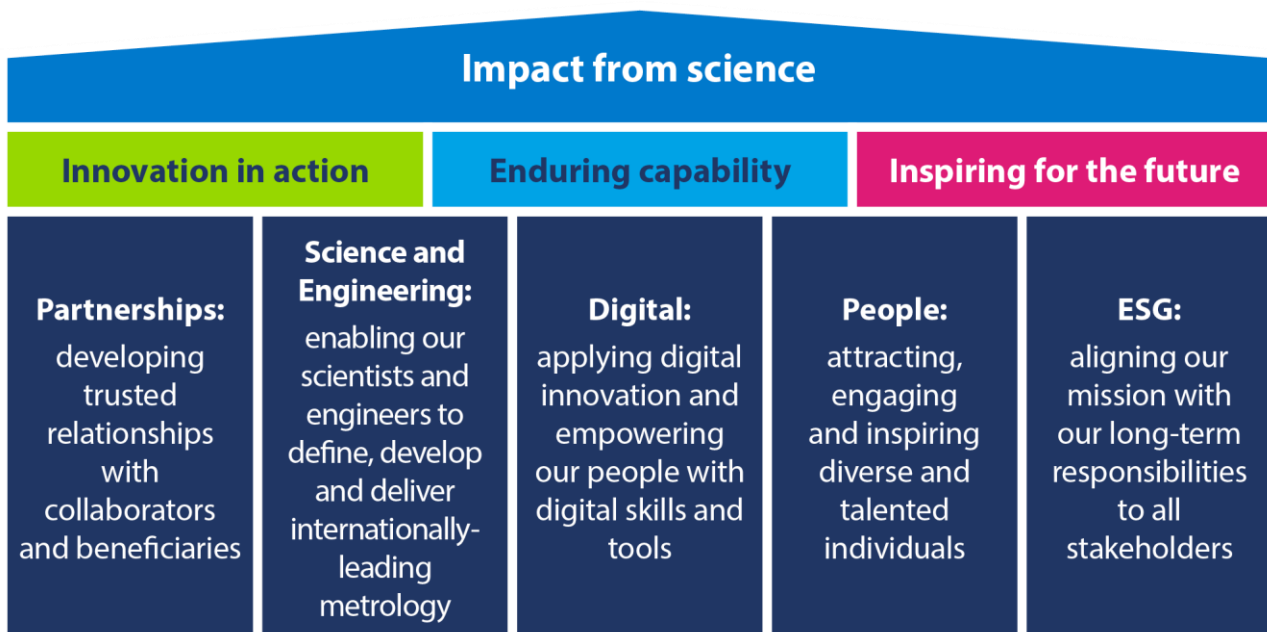 Impact from science
Innovation in action
Enduring capability
Inspiring for the future
Partnerships:
developing
trusted
relationships
with
collaborators
and beneficiaries
Science and
Engineering:
enabling our
scientists and
engineers to
define, develop
and deliver
internationally-
leading
metrology
Digital:
applying digital
innovation and
empowering
our people with
digital skills and
tools
People:
attracting,
engaging
and inspiring
diverse and
talented
individuals
ESG:
aligning our
mission with
our long-term
responsibilities
to all
stakeholders